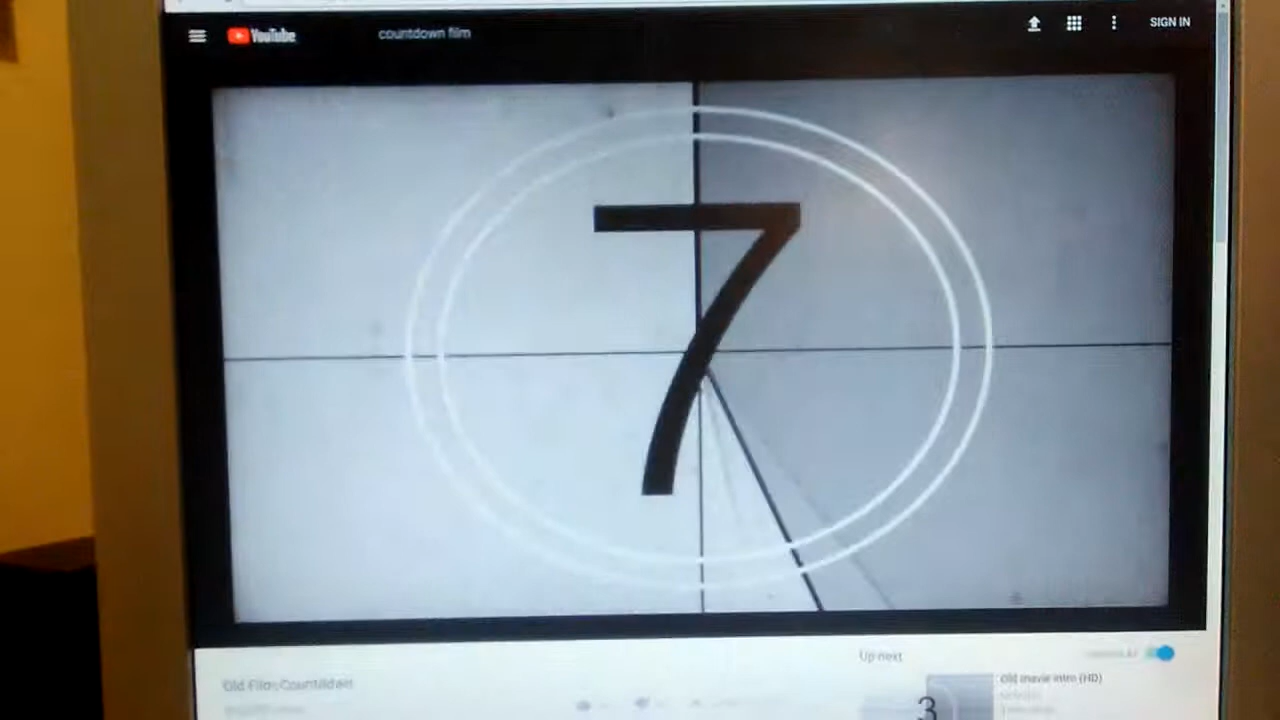 YouTube
countdown film
SIGN IN
7
Old Film Countdown
Up next
Old movie intro (HD)
3